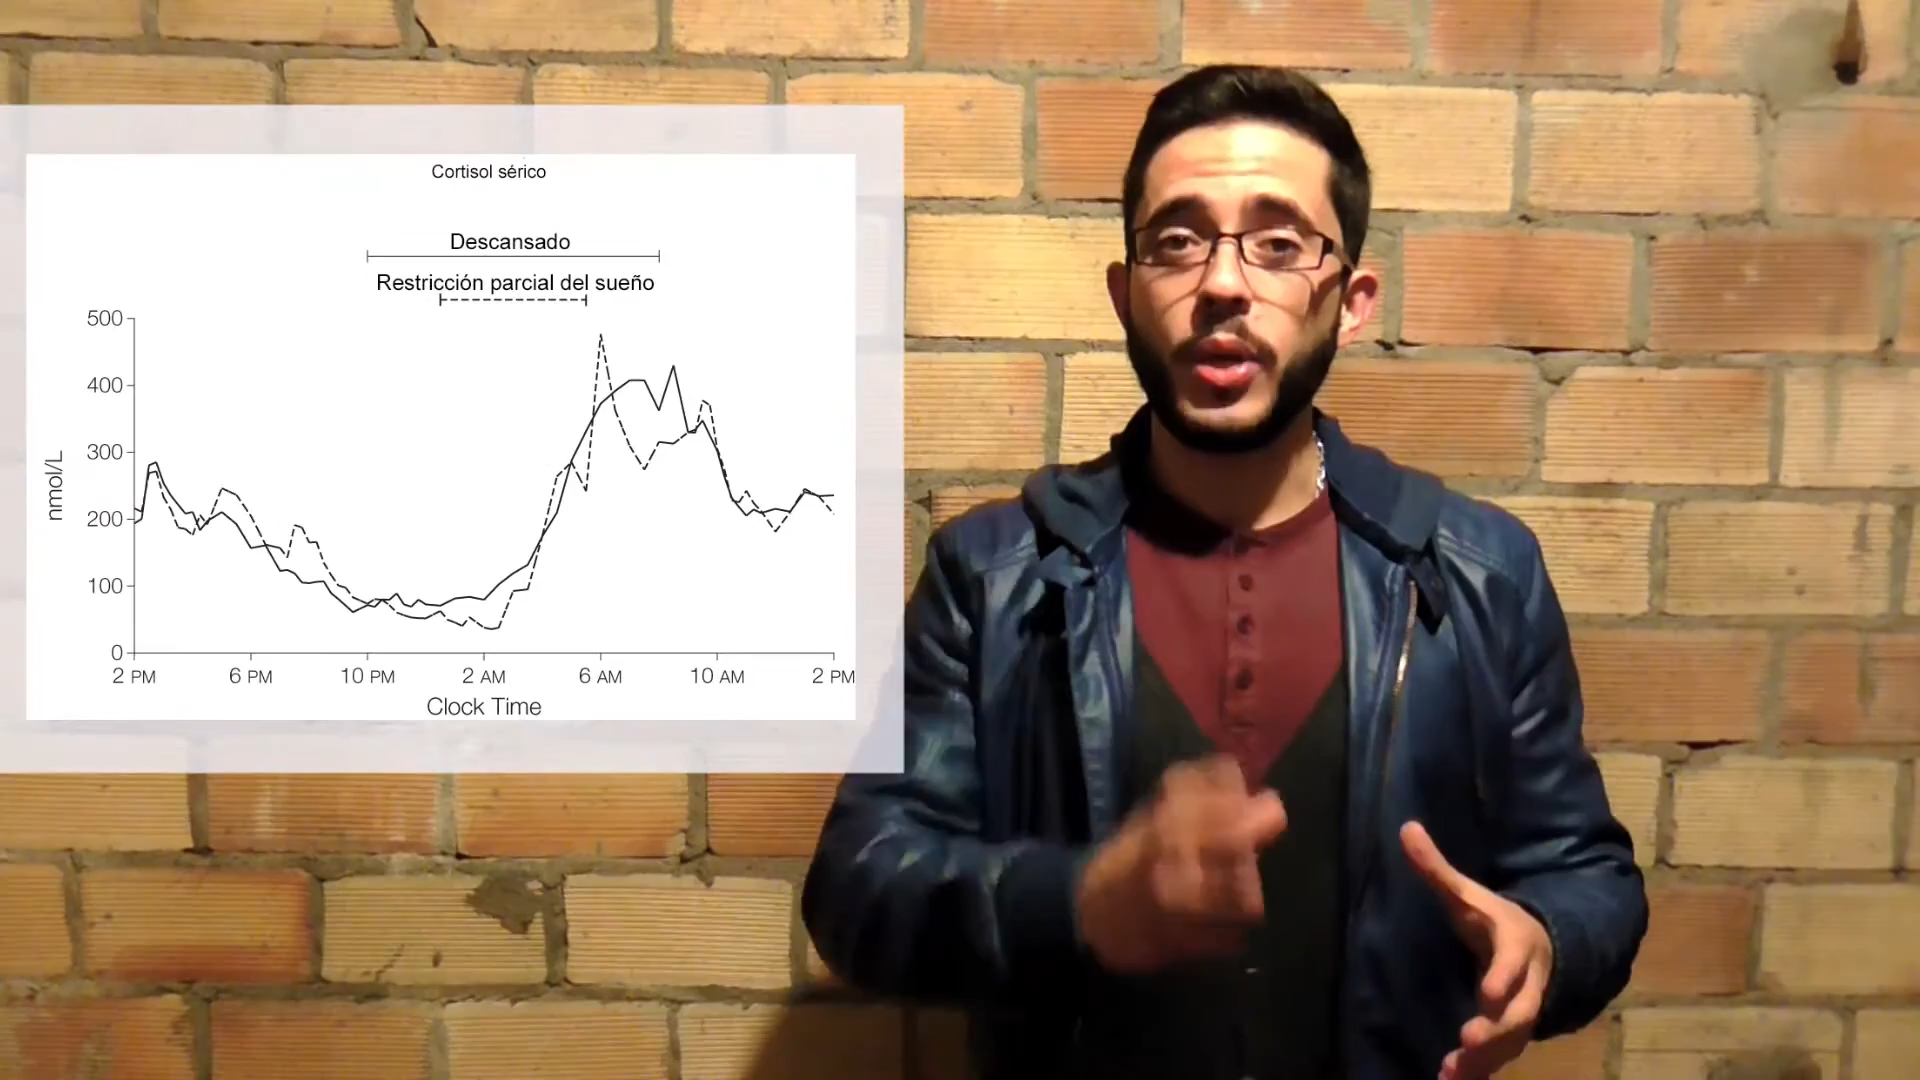 Cortisol sérico
Descansado
Restricción parcial del sueño
500
400
300
200
100
0
nmol/L
2 PM 6 PM 10 PM 2 AM 6 AM 10 AM 2 PM
Clock Time